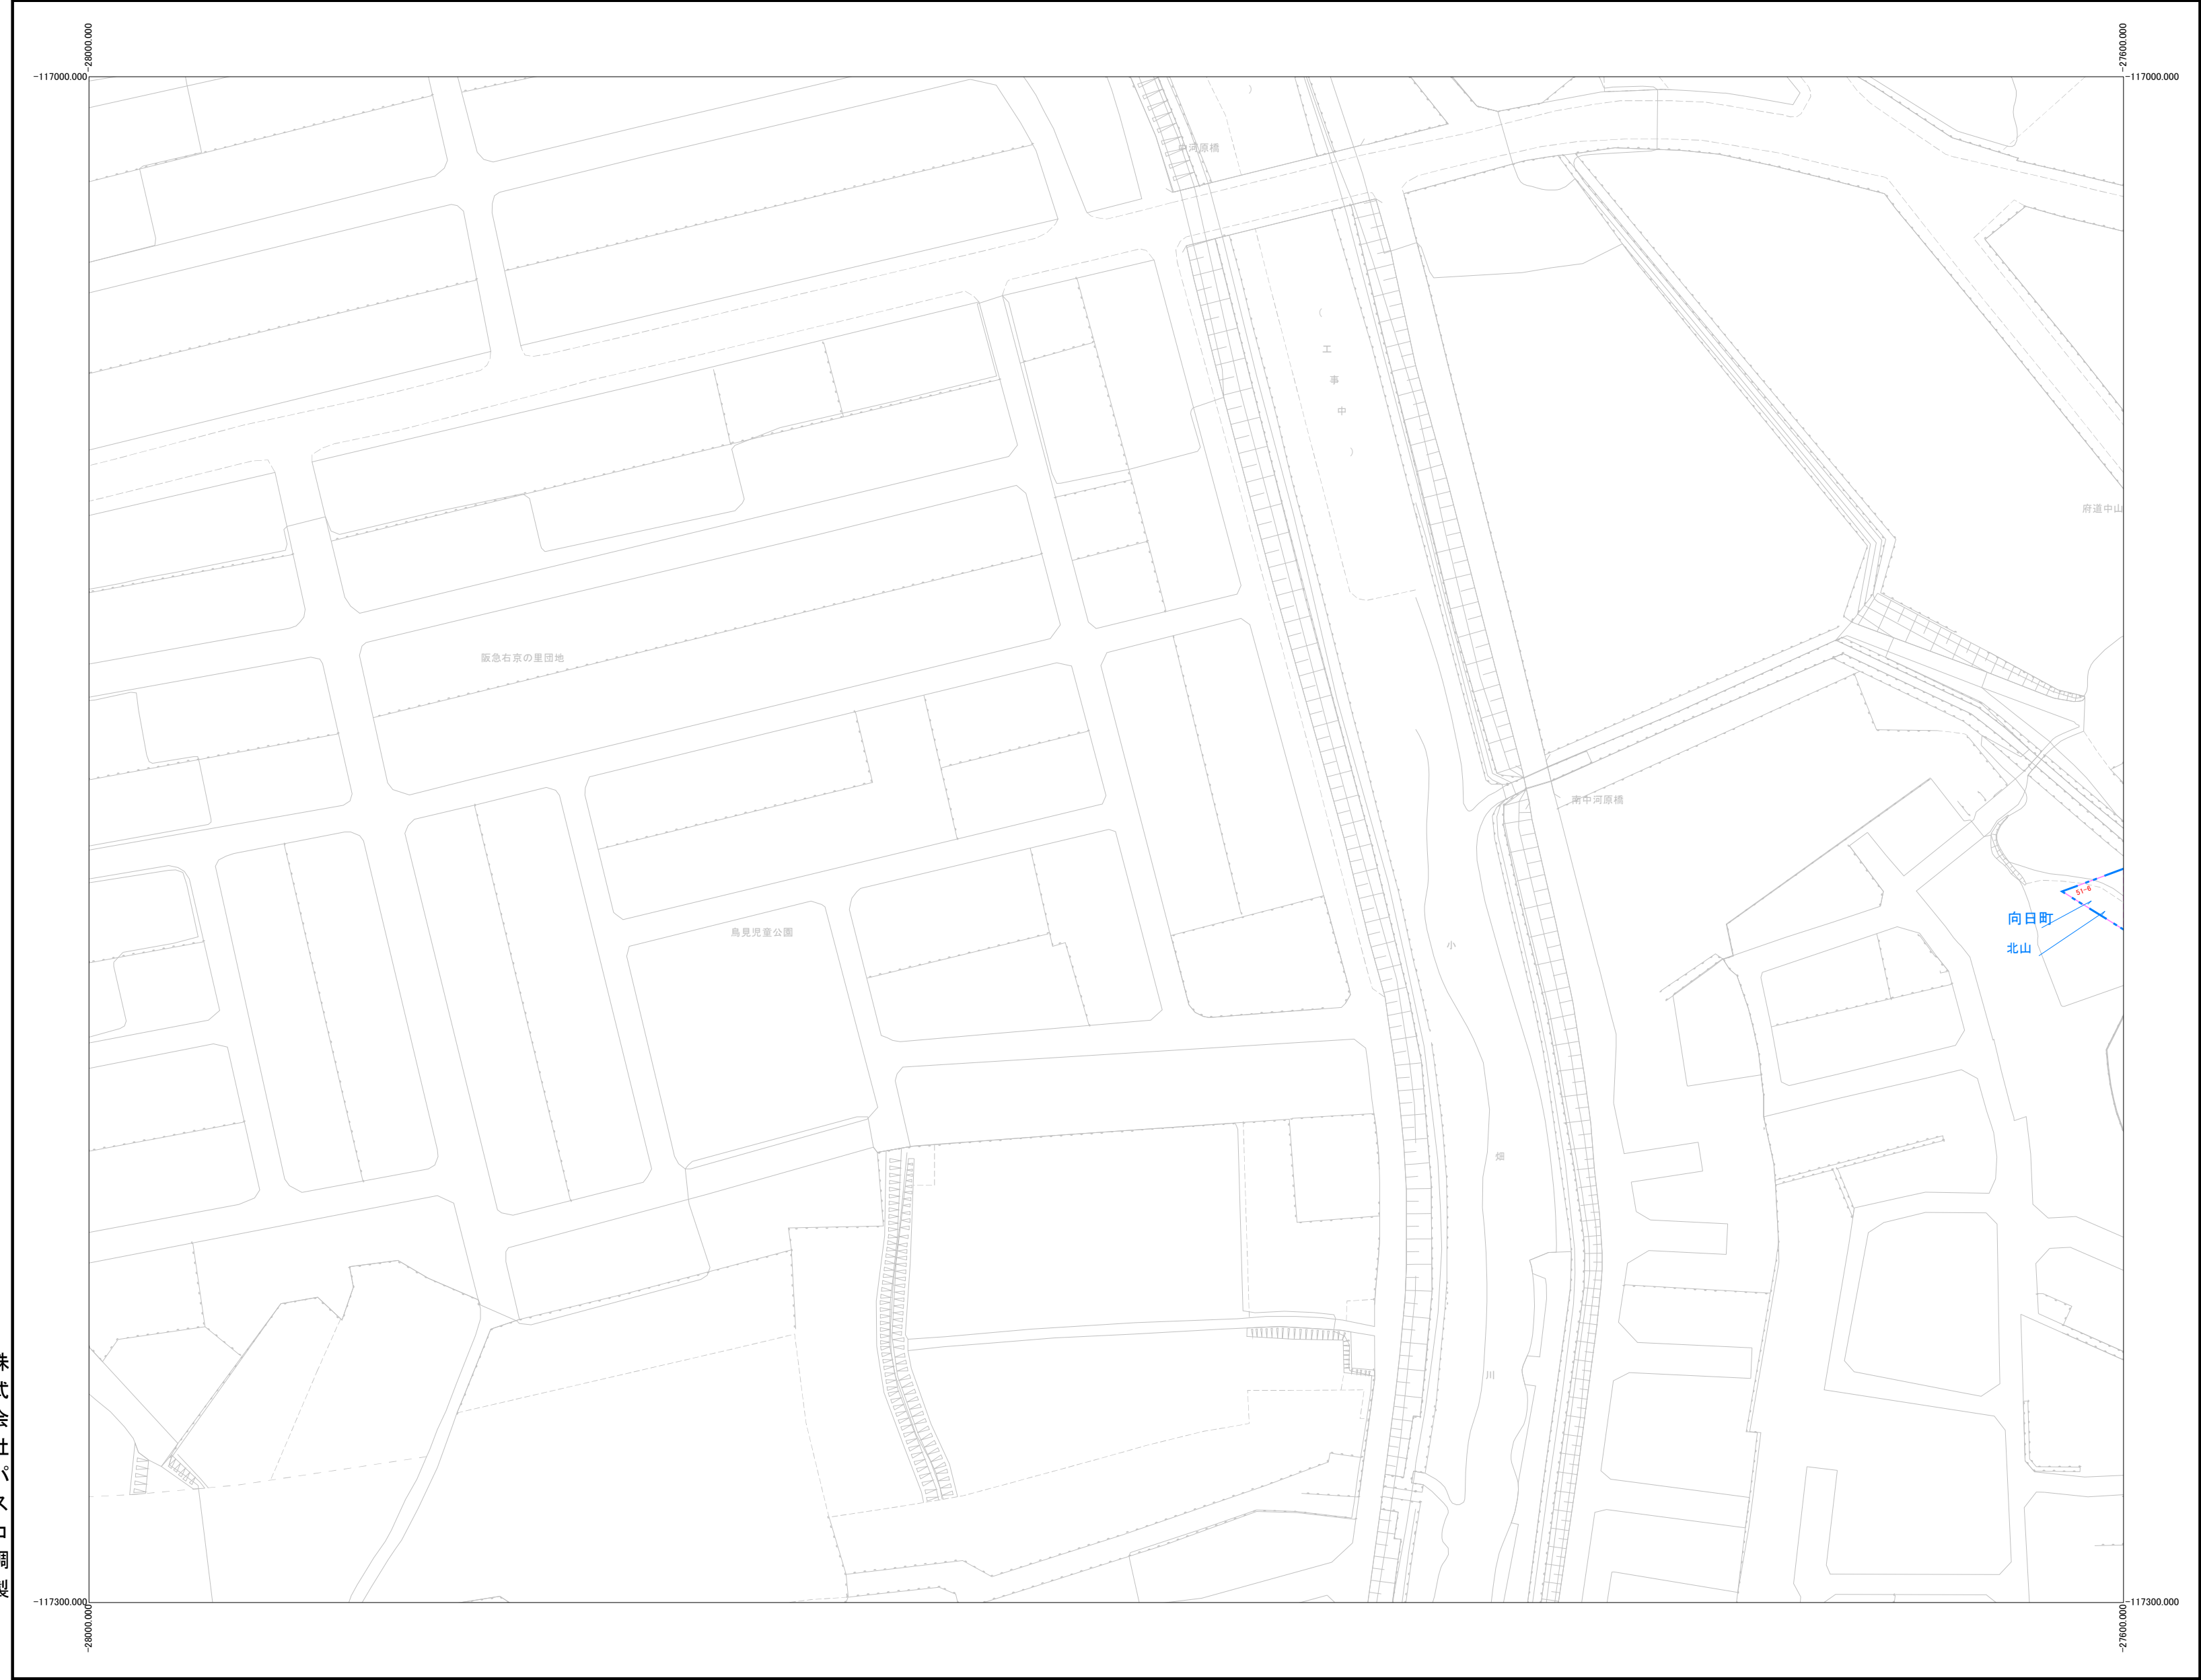 -28000.000
-27600.000
-117000.000
-117000.000
中河原橋
工事中
府道中山
阪急右京の里団地
南中河原橋
51-6
向日町
北山
鳥見児童公園
小畑川
-117300.000
-117300.000
-28000.000
-27600.000
株式会社パスコ調製